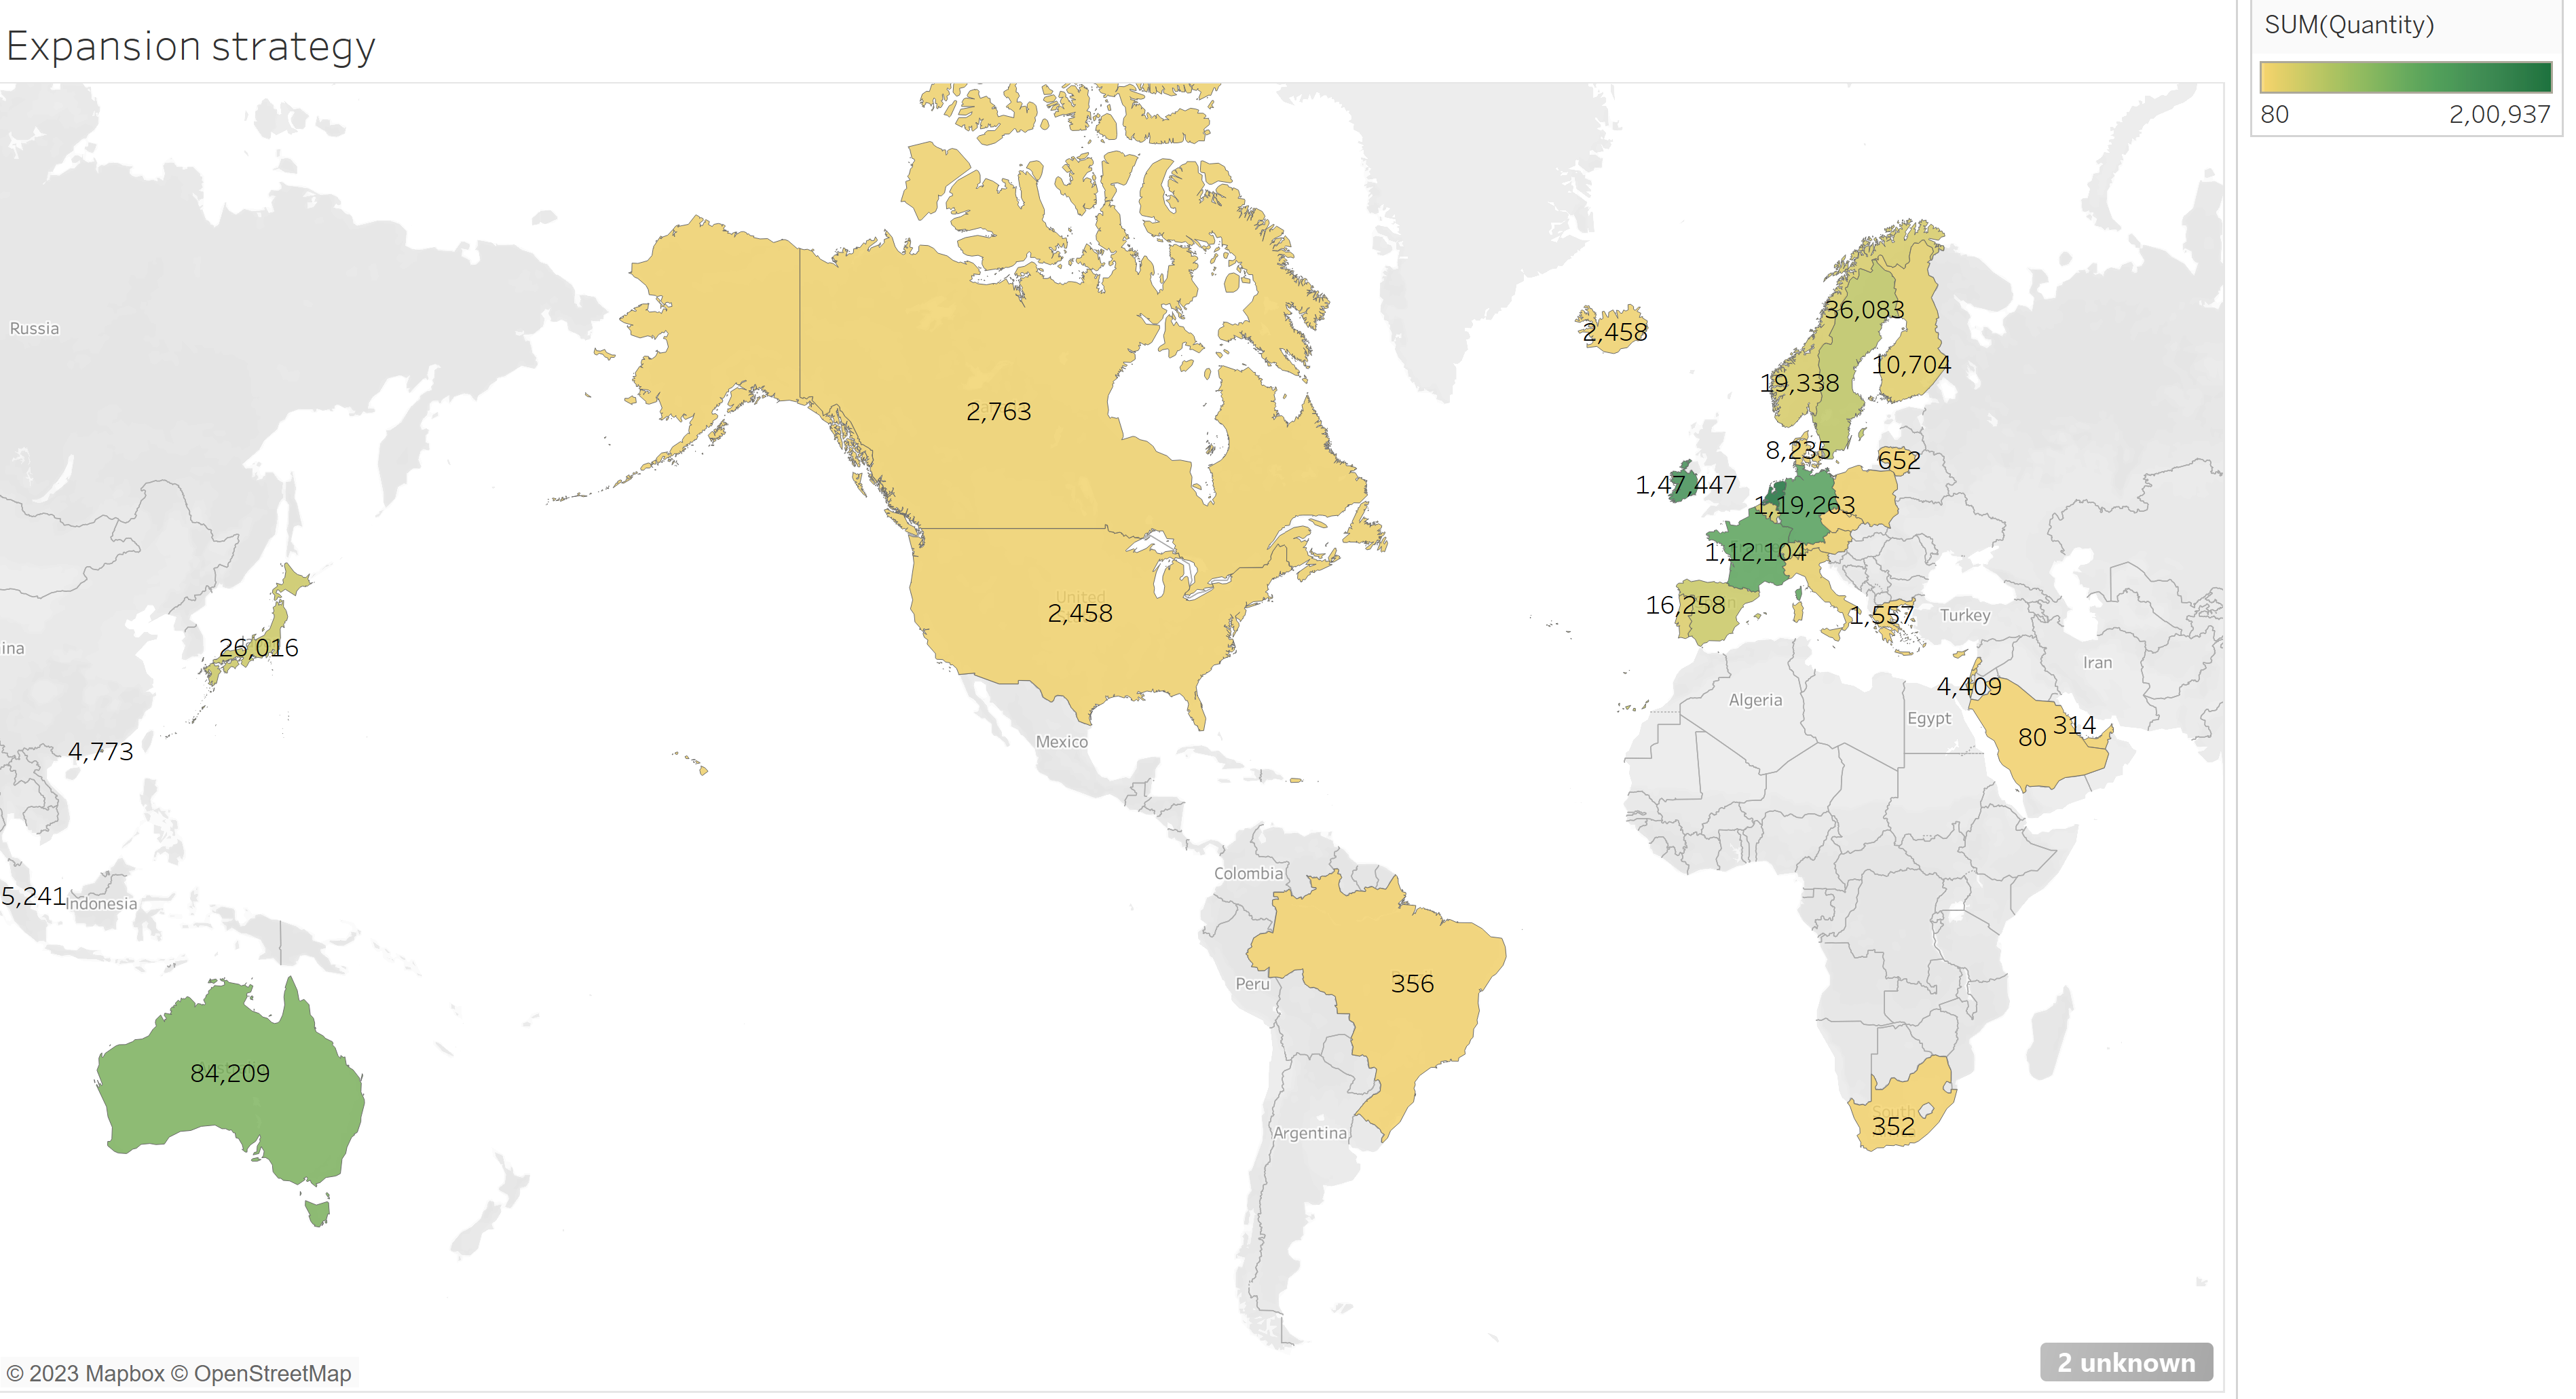 Expansion strategy
SUM(Quantity)
80
2,00,937
Russia
2,763
2,458
36,083
10,704
19,338
8,235
652
1,47,447
1,19,263
1,12,104
16,258
1,557
Turkey
United
2,458
26,016
ina
Iran
4,409
Algeria
Egypt
314
80
Mexico
4,773
Colombia
5,241
Indonesia
356
Peru
84,209
South
352
Argentina
2 unknown
© 2023 Mapbox © OpenStreetMap